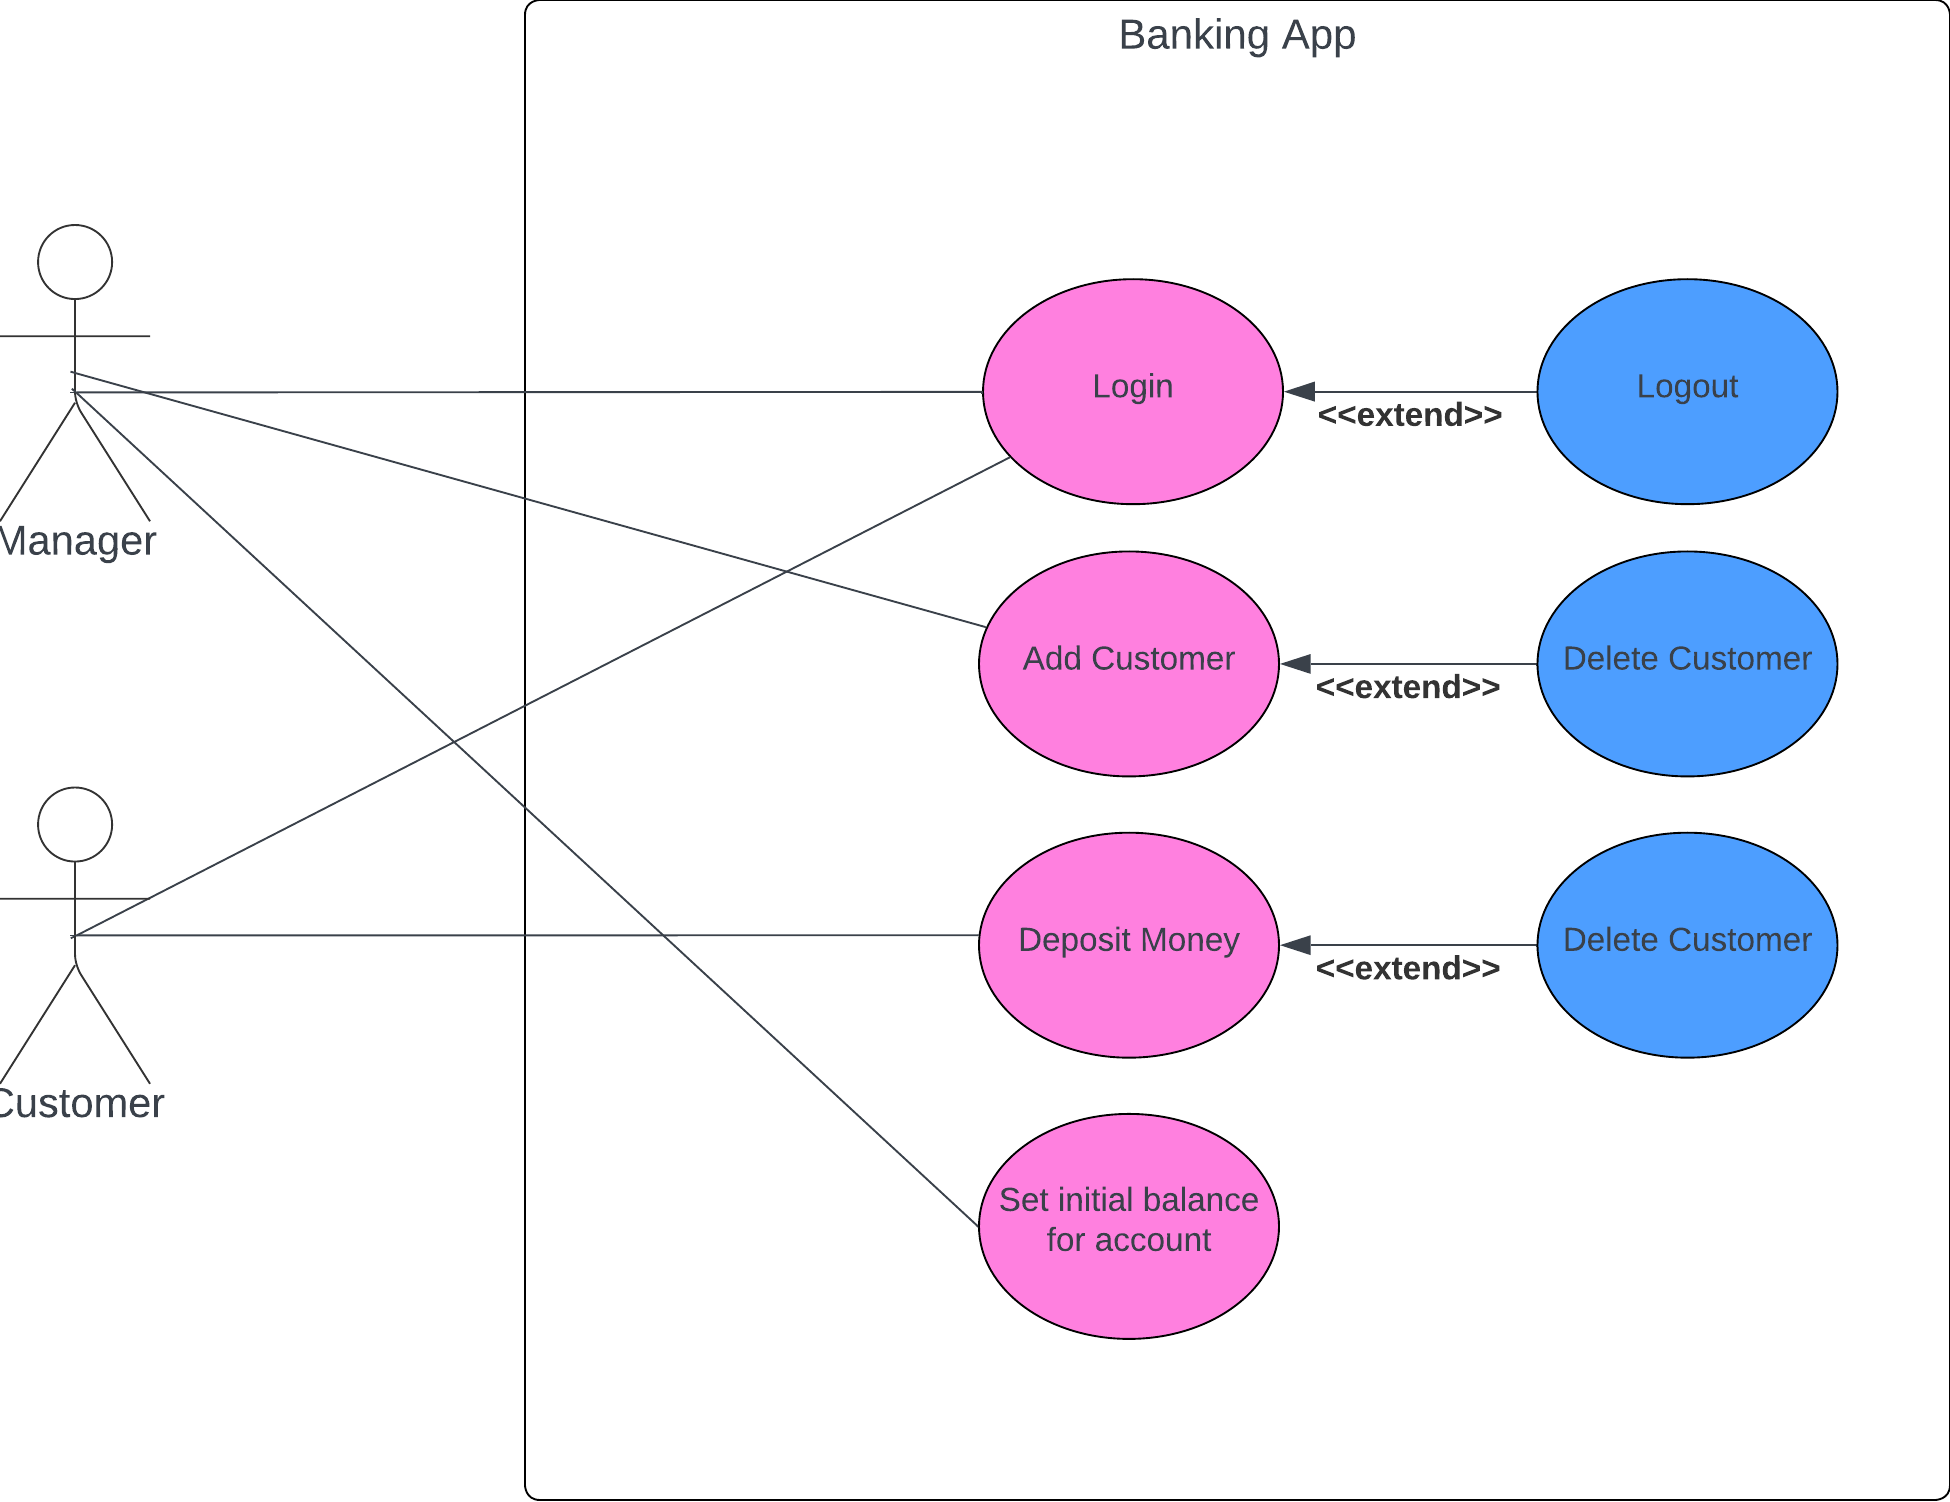 Banking App
Manager
Customer
Login
<<extend>>
Logout
Add Customer
<<extend>>
Delete Customer
Deposit Money
<<extend>>
Delete Customer
Set initial balance
for account